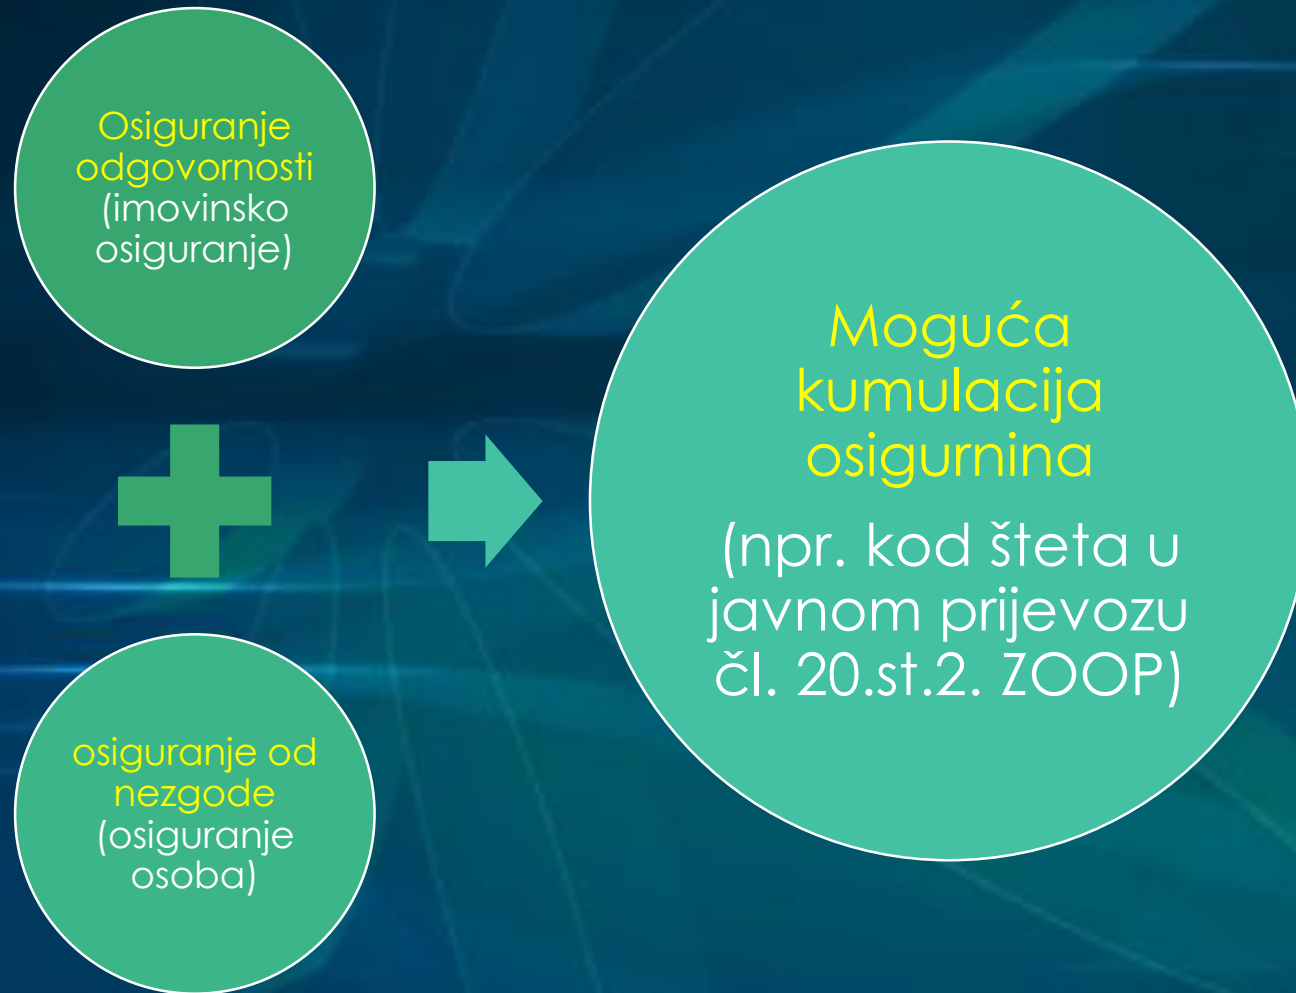 Osiguranje
odgovornosti
(imovinsko
osiguranje)
osiguranje od
nezgode
(osiguranje
osoba)
Moguća
kumulacija
osigurnina
(npr. kod šteta u
javnom prijevozu
čl. 20.st.2. ZOOP)